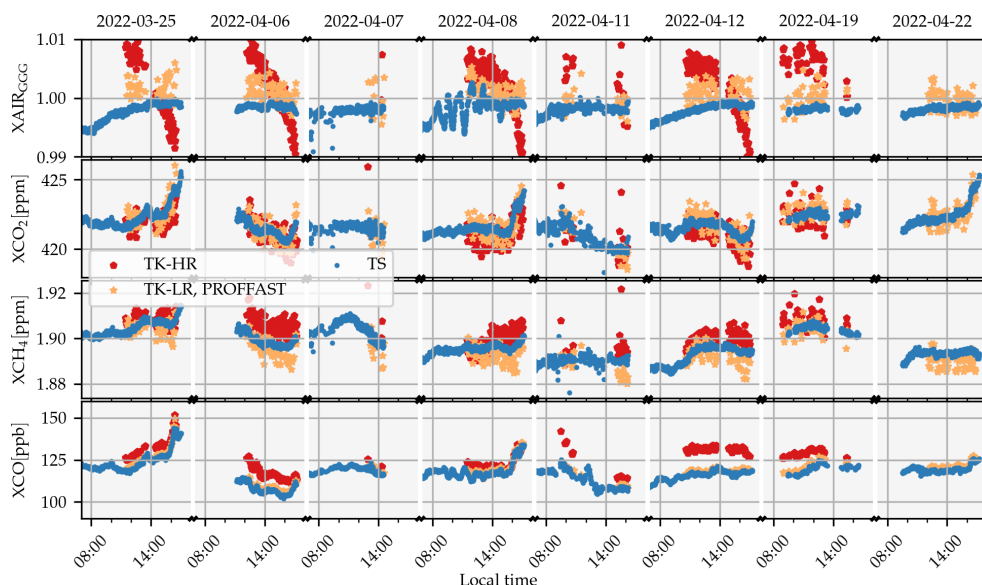 2022-03-25 2022-04-06 2022-04-07 2022-04-08 2022-04-11 2022-04-12 2022-04-19 2022-04-22
XAIR_GGG
1.01
1.00
0.99
XCO₂ [ppm]
425
420
TK-HR TS
TK-LR, PROFFAST
XCH₄ [ppm]
1.92
1.90
1.88
XCO[ppb]
150
125
100
08:00 14:00 08:00 14:00 08:00 14:00 08:00 14:00 08:00 14:00 08:00 14:00 08:00 14:00 08:00 14:00
Local time